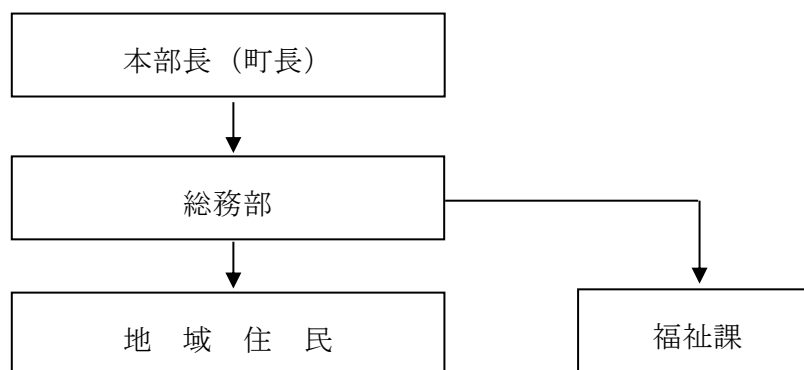 本部長（町長）
総務部
地　域　住　民
福祉課